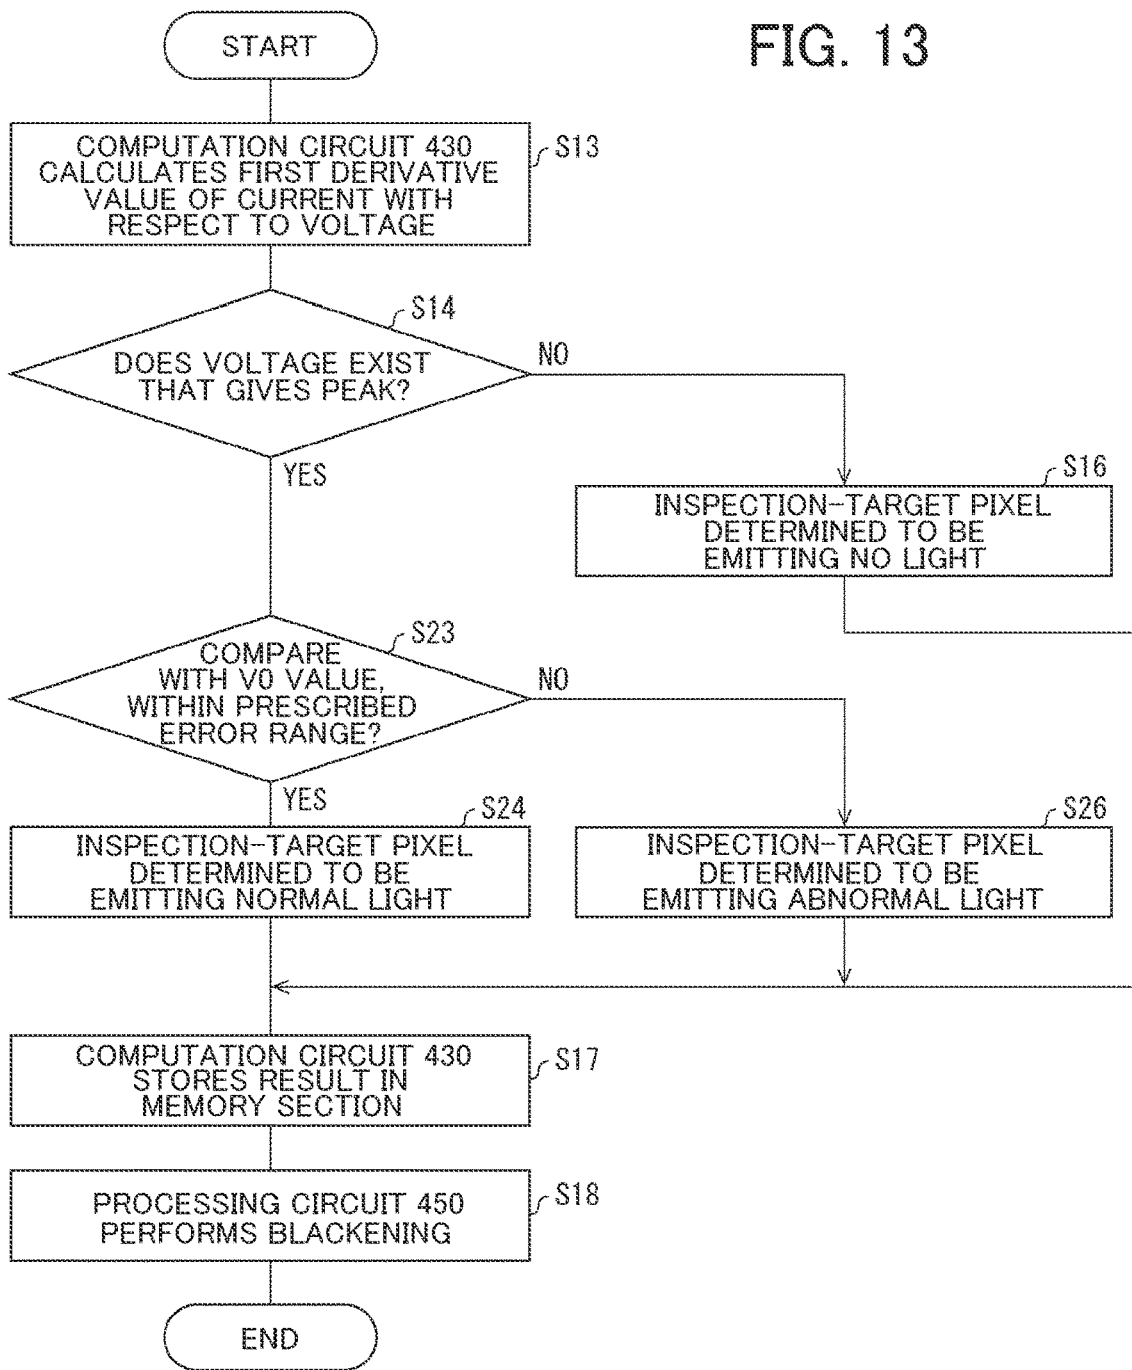 FIG. 13
START
S13
COMPUTATION CIRCUIT 430
CALCULATES FIRST DERIVATIVE
VALUE OF CURRENT WITH
RESPECT TO VOLTAGE
S14
DOES VOLTAGE EXIST
THAT GIVES PEAK?
NO
YES
S16
INSPECTION-TARGET PIXEL
DETERMINED TO BE
EMITTING NO LIGHT
S23
COMPARE
WITH V0 VALUE,
WITHIN PRESCRIBED
ERROR RANGE?
NO
YES
S24
INSPECTION-TARGET PIXEL
DETERMINED TO BE
EMITTING NORMAL LIGHT
S26
INSPECTION-TARGET PIXEL
DETERMINED TO BE
EMITTING ABNORMAL LIGHT
S17
COMPUTATION CIRCUIT 430
STORES RESULT IN
MEMORY SECTION
S18
PROCESSING CIRCUIT 450
PERFORMS BLACKENING
END